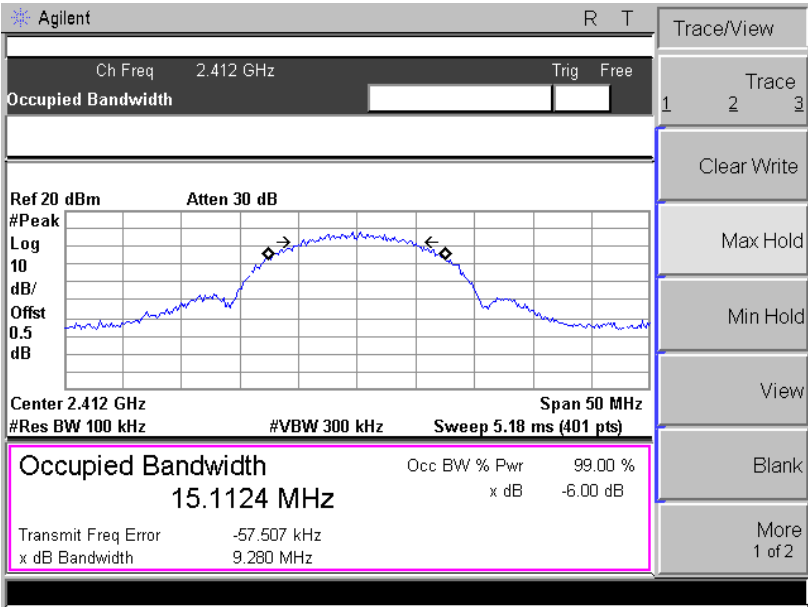 Agilent R T
Trace/View
Ch Freq 2.412 GHz Trig Free
Occupied Bandwidth
Trace
1 2 3
Clear Write
Max Hold
Min Hold
View
Blank
More
1 of 2
Ref 20 dBm Atten 30 dB
#Peak
Log
10
dB/
Offst
0.5
dB
Center 2.412 GHz Span 50 MHz
#Res BW 100 kHz #VBW 300 kHz Sweep 5.18 ms (401 pts)
Occupied Bandwidth Occ BW % Pwr 99.00 %
15.1124 MHz x dB -6.00 dB
Transmit Freq Error -57.507 kHz
x dB Bandwidth 9.280 MHz